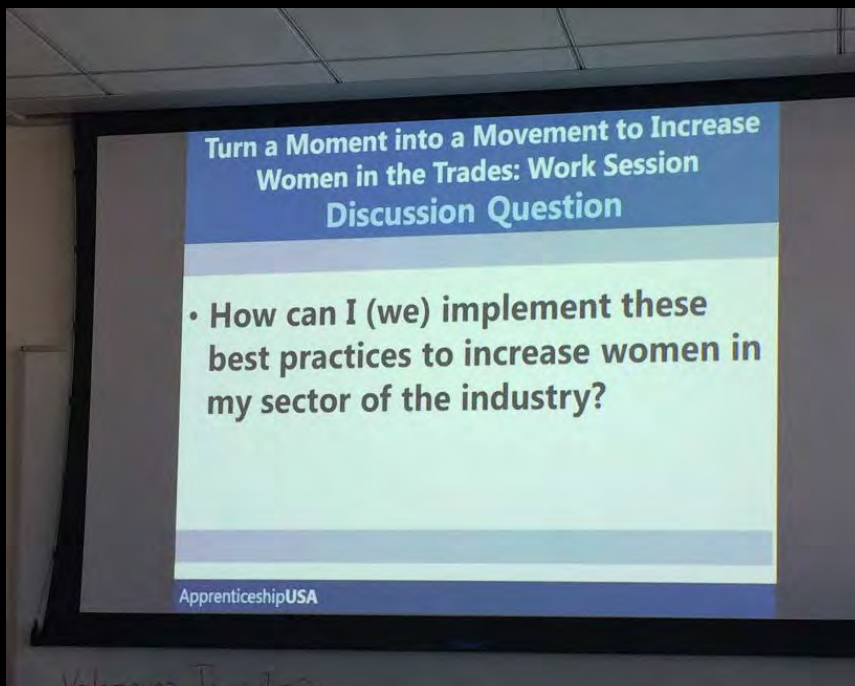 Turn a Moment into a Movement to Increase
Women in the Trades: Work Session
Discussion Question
• How can I (we) implement these
best practices to increase women in
my sector of the industry?
ApprenticeshipUSA